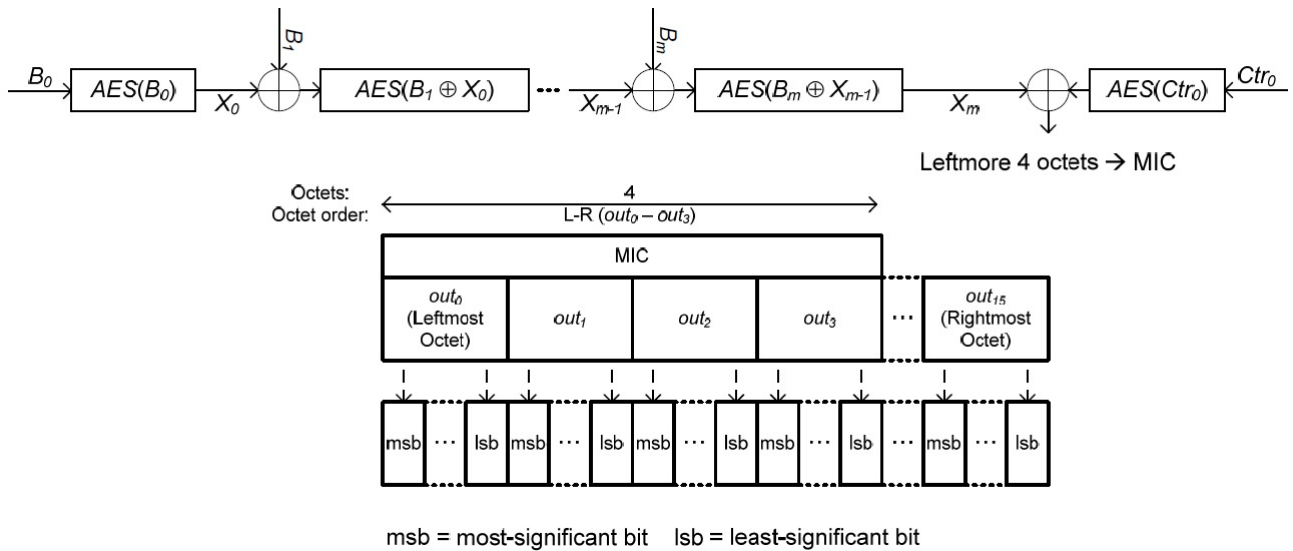 B₁
Bₘ
B₀ AES(B₀) X₀ AES(B₁ ⊕ X₀) ••• Xₘ₋₁ AES(Bₘ ⊕ Xₘ₋₁) Xₘ AES(Ctr₀) Ctr₀
Leftmore 4 octets → MIC
Octets: 4
Octet order: L-R (out₀ – out₃)
MIC
out₀ (Leftmost Octet) out₁ out₂ out₃ ··· out₁₅ (Rightmost Octet)
msb ··· lsb msb ··· lsb msb ··· lsb msb ··· lsb ··· msb ··· lsb
msb = most-significant bit lsb = least-significant bit